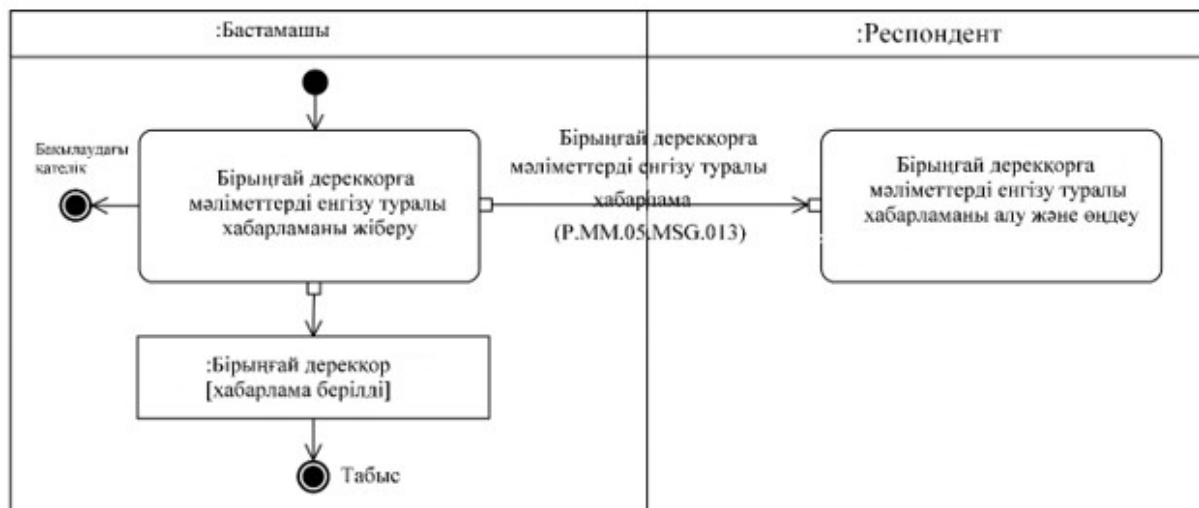 :Бастамашы
:Респондент
Бақылаудағы
қателік
Бірыңғай дерекқорға
мәліметтерді енгізу туралы
хабарламаны жіберу
Бірыңғай дерекқорға
мәліметтерді енгізу туралы
хабарлама
(P.MM.05.MSG.013)
Бірыңғай дерекқорға
мәліметтерді енгізу туралы
хабарламаны алу және өңдеу
:Бірыңғай дерекқор
[хабарлама берілді]
Табыс